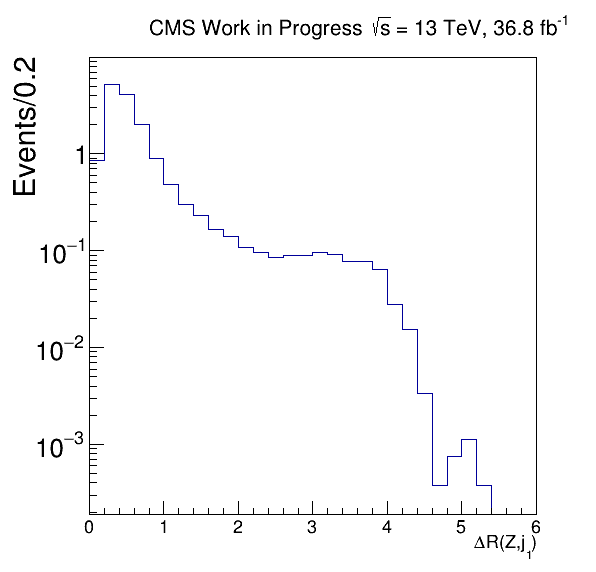 CMS Work in Progress √s = 13 TeV, 36.8 fb⁻¹
Events/0.2
1
10⁻¹
10⁻²
10⁻³
0 1 2 3 4 5 6
ΔR(Z,j₁)